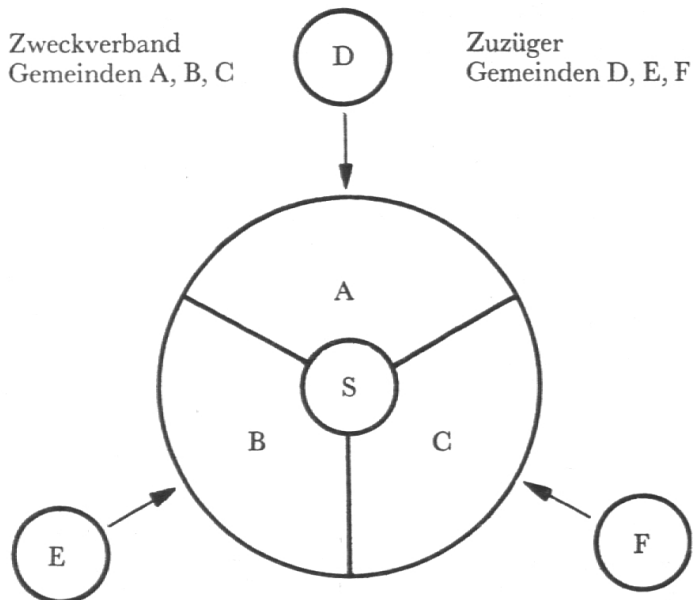 Zweckverband
Gemeinden A, B, C
Zuzüger
Gemeinden D, E, F
D
A
S
B
C
E
F